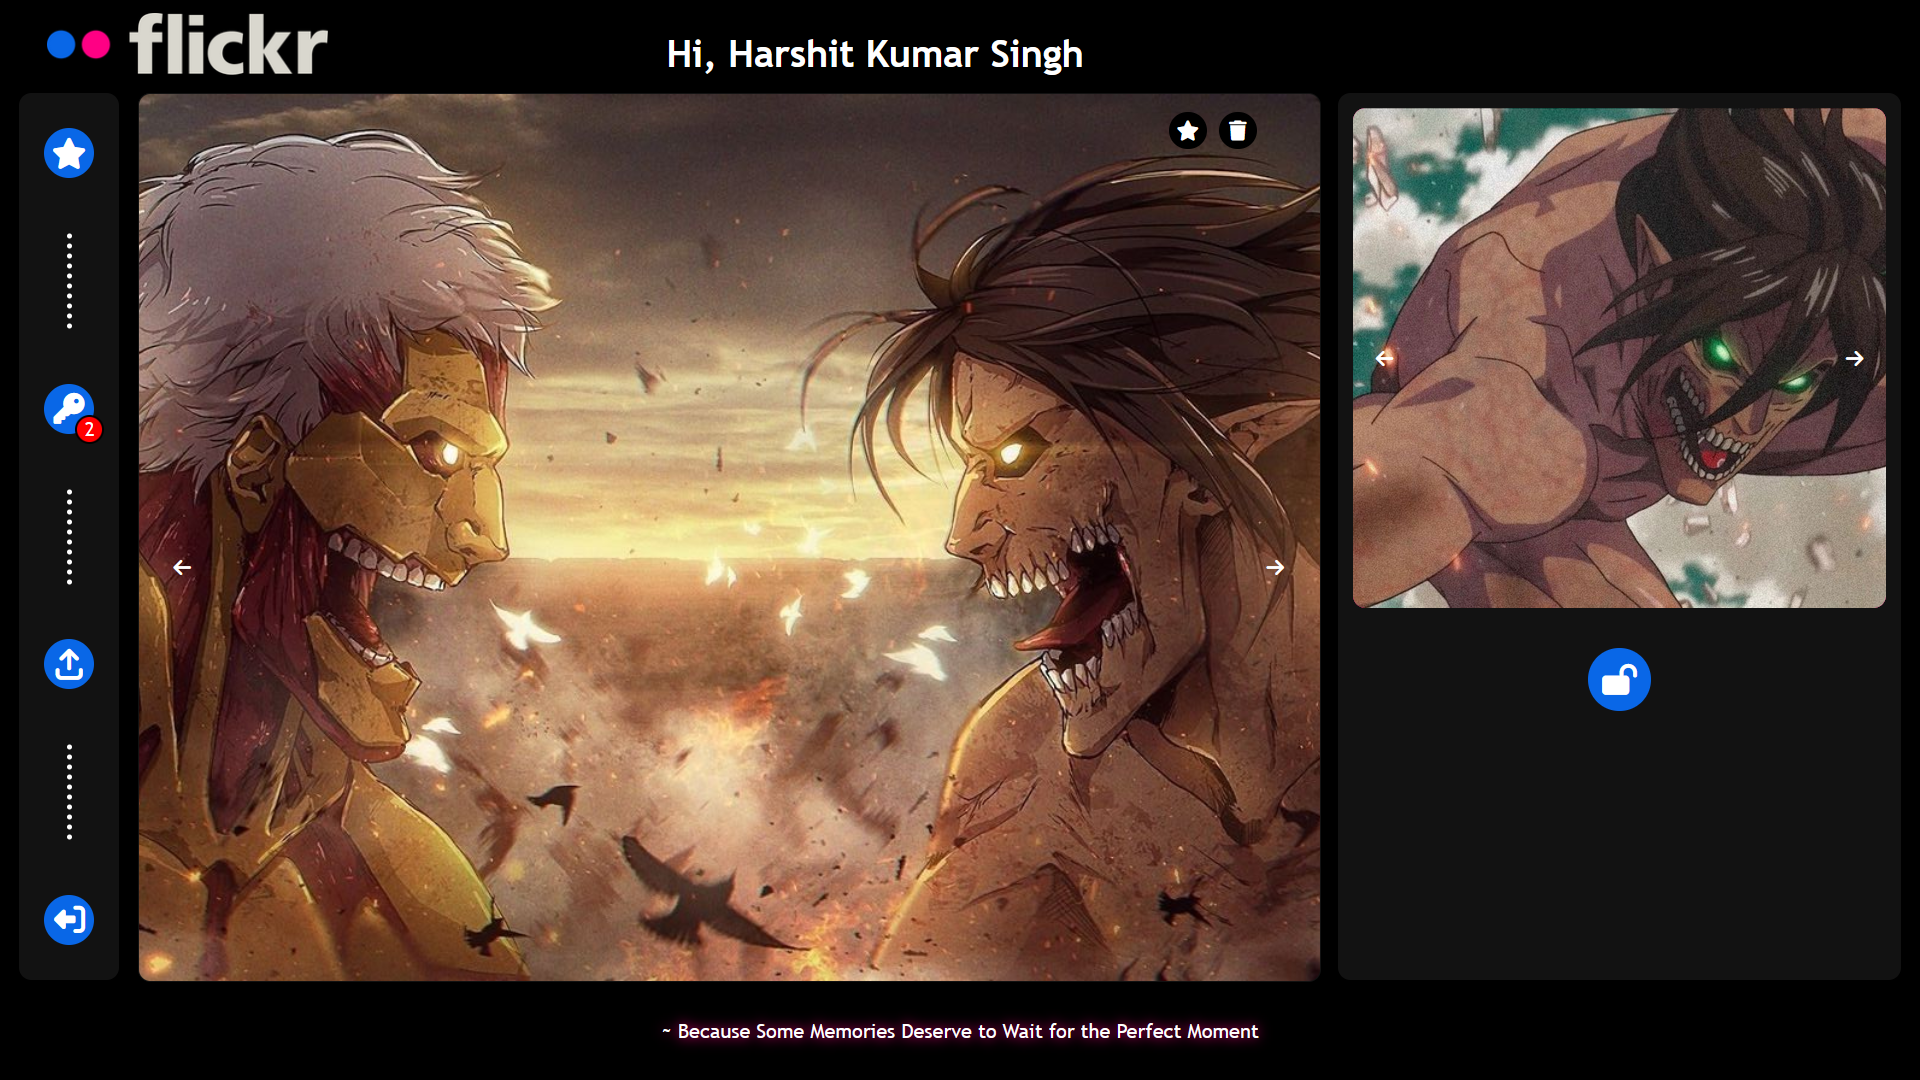 flickr
Hi, Harshit Kumar Singh
2
~ Because Some Memories Deserve to Wait for the Perfect Moment